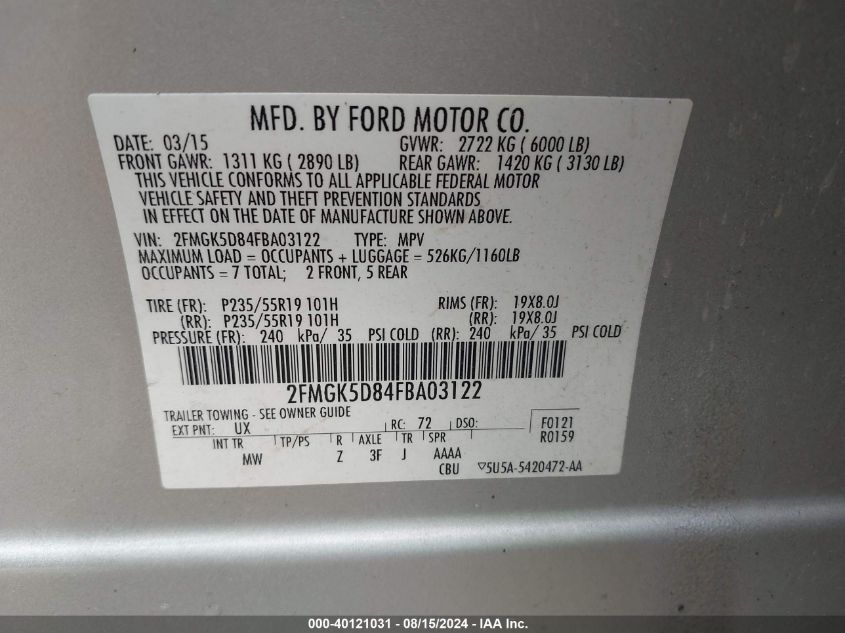 MFD. BY FORD MOTOR CO.
DATE: 03/15 GVWR: 2722 KG ( 6000 LB)
FRONT GAWR: 1311 KG ( 2890 LB) REAR GAWR: 1420 KG ( 3130 LB)
THIS VEHICLE CONFORMS TO ALL APPLICABLE FEDERAL MOTOR
VEHICLE SAFETY AND THEFT PREVENTION STANDARDS
IN EFFECT ON THE DATE OF MANUFACTURE SHOWN ABOVE.
VIN: 2FMGK5D84FBA03122 TYPE: MPV
MAXIMUM LOAD = OCCUPANTS + LUGGAGE = 526KG/1160LB
OCCUPANTS = 7 TOTAL; 2 FRONT, 5 REAR
TIRE (FR): P235/55R19 101H RIMS (FR): 19X8.0J
(RR): P235/55R19 101H (RR): 19X8.0J
PRESSURE (FR): 240 kPa/ 35 PSI COLD (RR): 240 kPa/ 35 PSI COLD
2FMGK5D84FBA03122
TRAILER TOWING - SEE OWNER GUIDE
EXT PNT: UX RC: 72 DSO: F0121
R0159
INT TR TP/PS R AXLE TR SPR
MW Z 3F J AAAA
CBU ▽5U5A-5420472-AA
000-40121031 - 08/15/2024 - IAA, Inc.